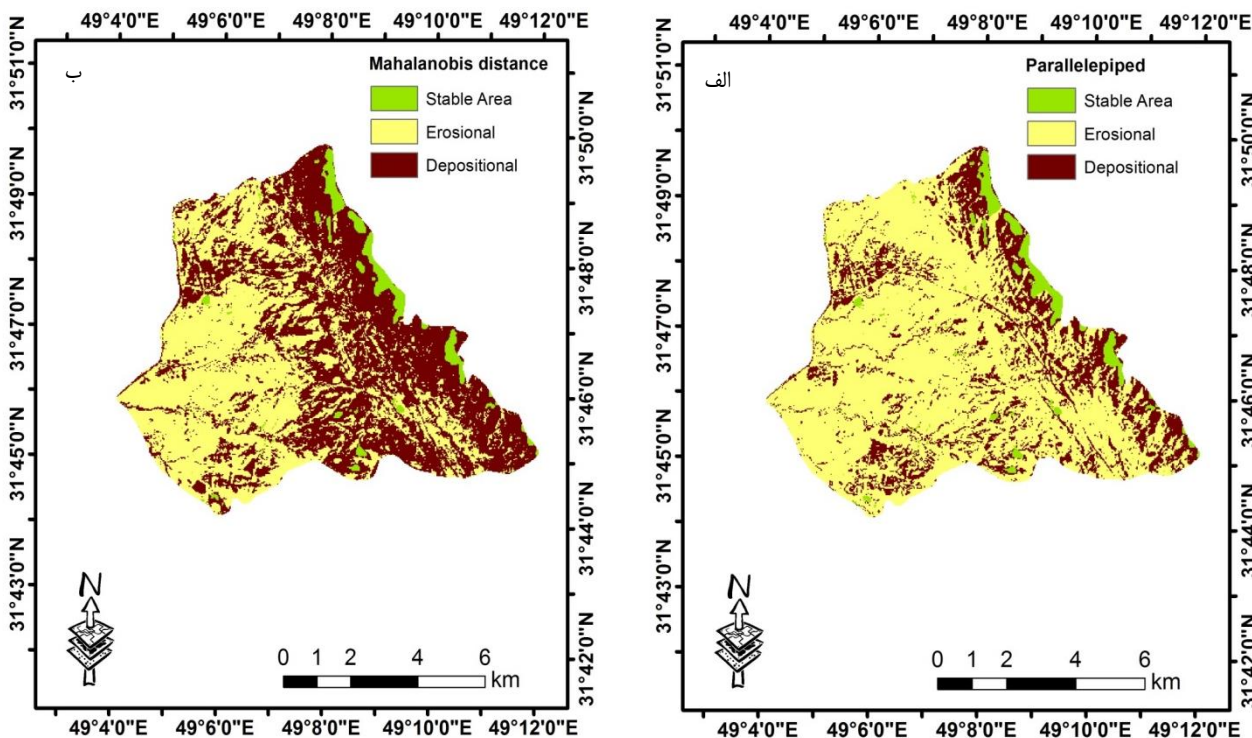 49°4'0"E 49°6'0"E 49°8'0"E 49°10'0"E 49°12'0"E
ب
Mahalanobis distance
Stable Area
Erosional
Depositional
31°51'0"N
31°49'0"N
31°47'0"N
31°45'0"N
31°43'0"N
31°50'0"N
31°48'0"N
31°46'0"N
31°44'0"N
31°42'0"N
N
0 1 2 4 6
km
49°4'0"E 49°6'0"E 49°8'0"E 49°10'0"E 49°12'0"E
49°4'0"E 49°6'0"E 49°8'0"E 49°10'0"E 49°12'0"E
الف
Parallelepiped
Stable Area
Erosional
Depositional
31°51'0"N
31°49'0"N
31°47'0"N
31°45'0"N
31°43'0"N
31°50'0"N
31°48'0"N
31°46'0"N
31°44'0"N
31°42'0"N
N
0 1 2 4 6
km
49°4'0"E 49°6'0"E 49°8'0"E 49°10'0"E 49°12'0"E